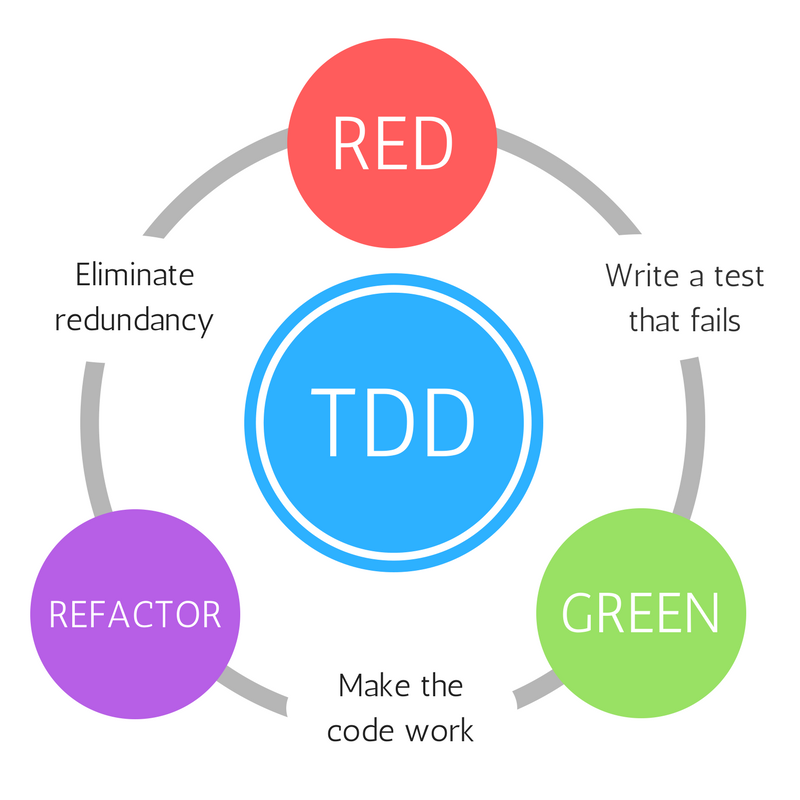 RED
Write a test
that fails
GREEN
Make the
code work
REFACTOR
Eliminate
redundancy
TDD